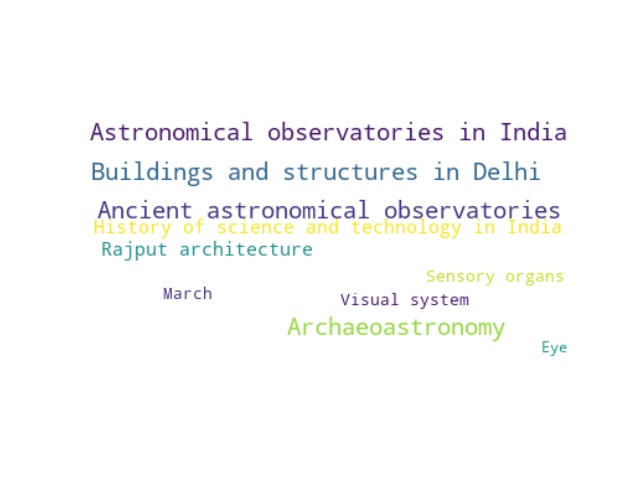 Astronomical observatories in India
Buildings and structures in Delhi
Ancient astronomical observatories
History of science and technology in India
Rajput architecture
Sensory organs
March
Visual system
Archaeoastronomy
Eye